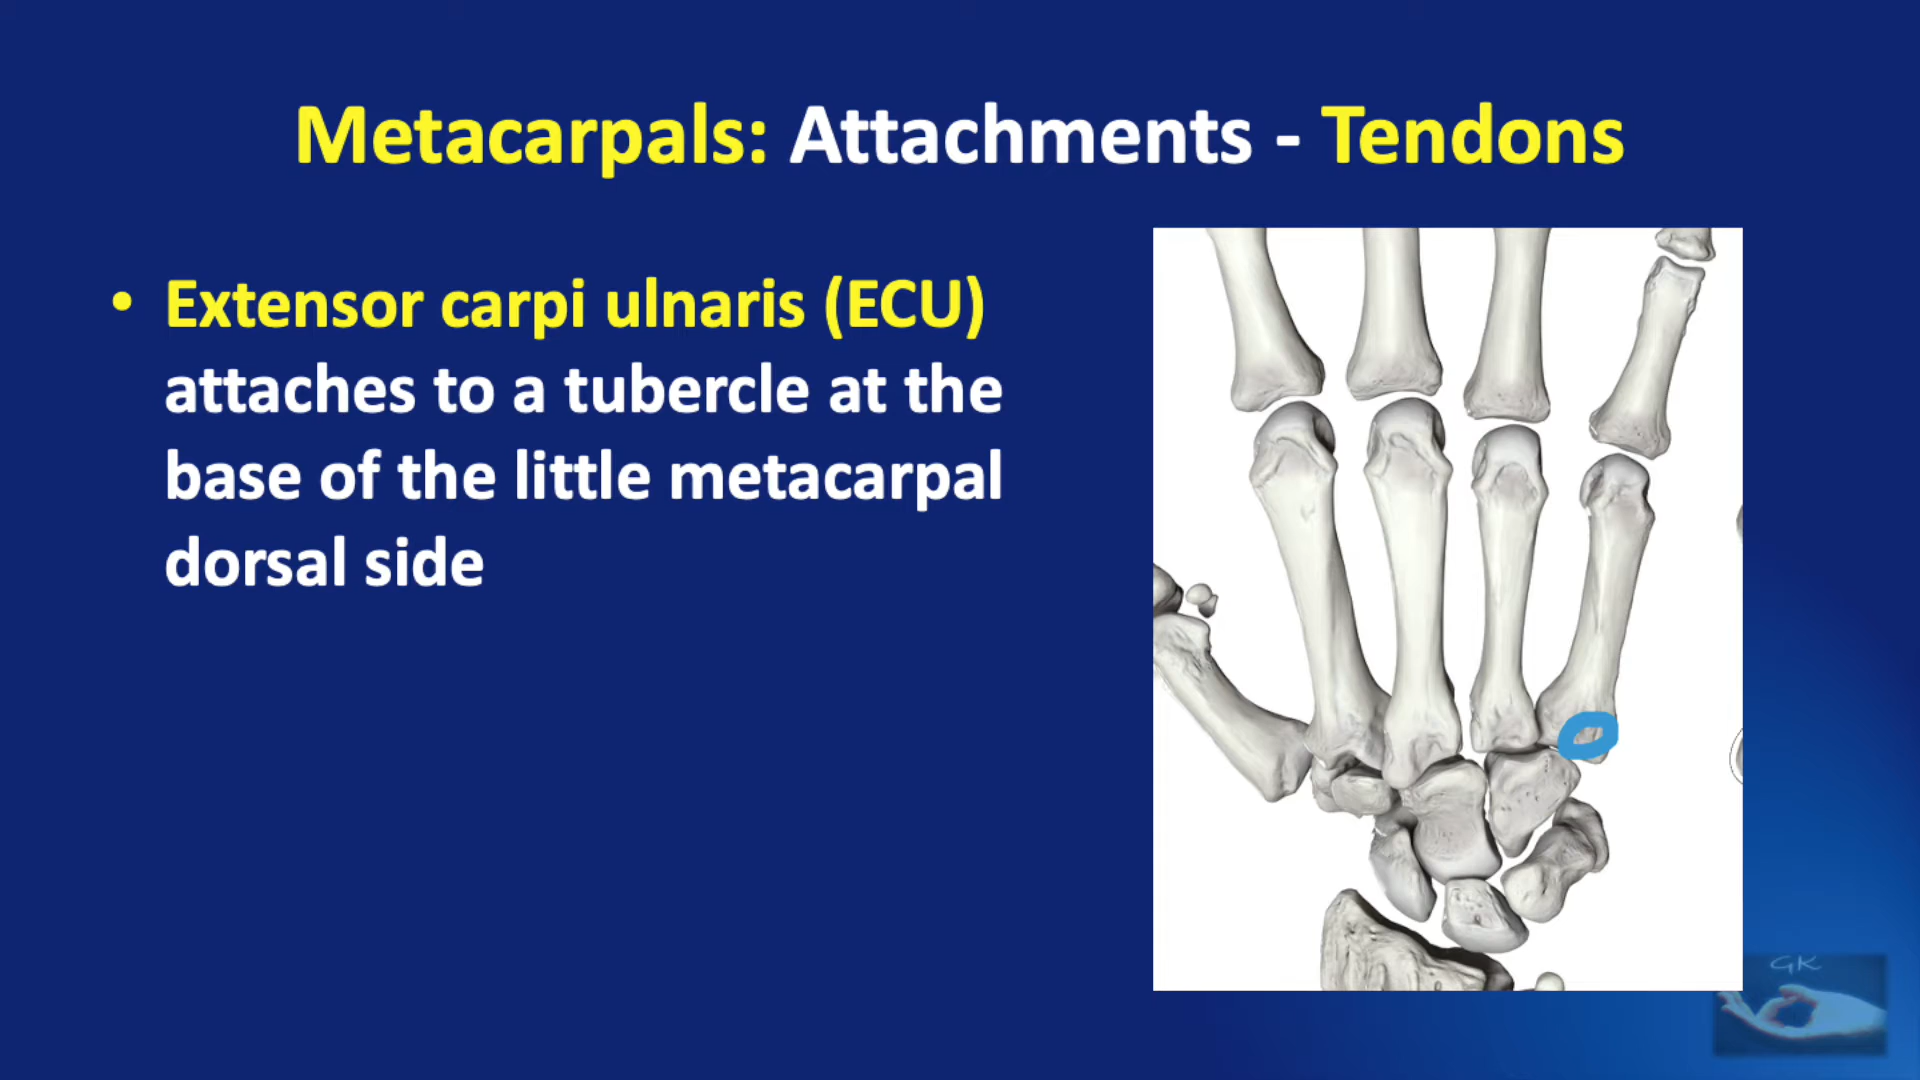 Metacarpals: Attachments - Tendons
• Extensor carpi ulnaris (ECU)
attaches to a tubercle at the
base of the little metacarpal
dorsal side
GK